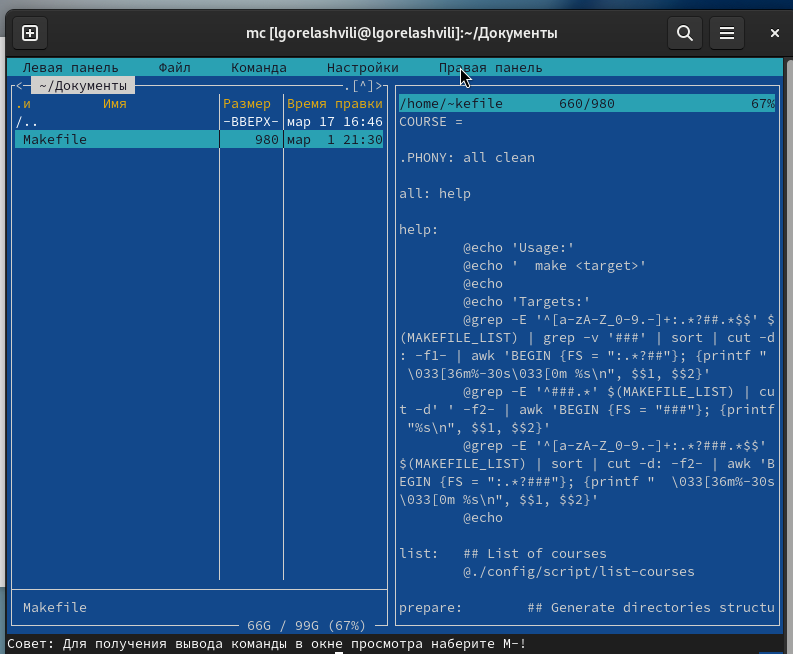 mc [lgorelashvili@lgorelashvili]:~/Документы
Левая панель Файл Команда Настройки Правая панель
<— ~/Документы .[^]>
.и Имя Размер Время правки
/.. -ВВЕРХ- мар 17 16:46
Makefile 980 мар 1 21:30
Makefile
66G / 99G (67%)
/home/~kefile 660/980 67%
COURSE =
.PHONY: all clean
all: help
help:
@echo 'Usage:'
@echo '  make <target>'
@echo
@echo 'Targets:'
@grep -E '^[a-zA-Z_0-9.-]+:.*?##.*$$' $
(MAKEFILE_LIST) | grep -v '###' | sort | cut -d
: -f1- | awk 'BEGIN {FS = ":.*?##"}; {printf "
\033[36m%-30s\033[0m %s\n", $$1, $$2}'
@grep -E '^###.*' $(MAKEFILE_LIST) | cu
t -d' ' -f2- | awk 'BEGIN {FS = "###"}; {printf
"%s\n", $$1, $$2}'
@grep -E '^[a-zA-Z_0-9.-]+:.*?###.*$$'
$(MAKEFILE_LIST) | sort | cut -d: -f2- | awk 'B
EGIN {FS = ":.*?###"}; {printf "  \033[36m%-30s
\033[0m %s\n", $$1, $$2}'
@echo
list: ## List of courses
@./config/script/list-courses
prepare: ## Generate directories structu
Совет: Для получения вывода команды в окне просмотра наберите M-!